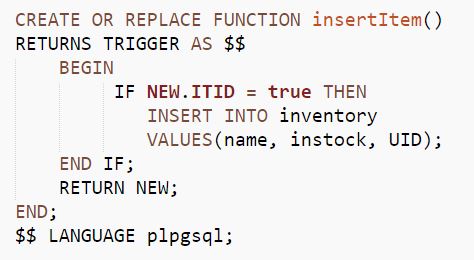 CREATE OR REPLACE FUNCTION insertItem()
RETURNS TRIGGER AS $$
BEGIN
IF NEW.ITID = true THEN
INSERT INTO inventory
VALUES(name, instock, UID);
END IF;
RETURN NEW;
END;
$$ LANGUAGE plpgsql;